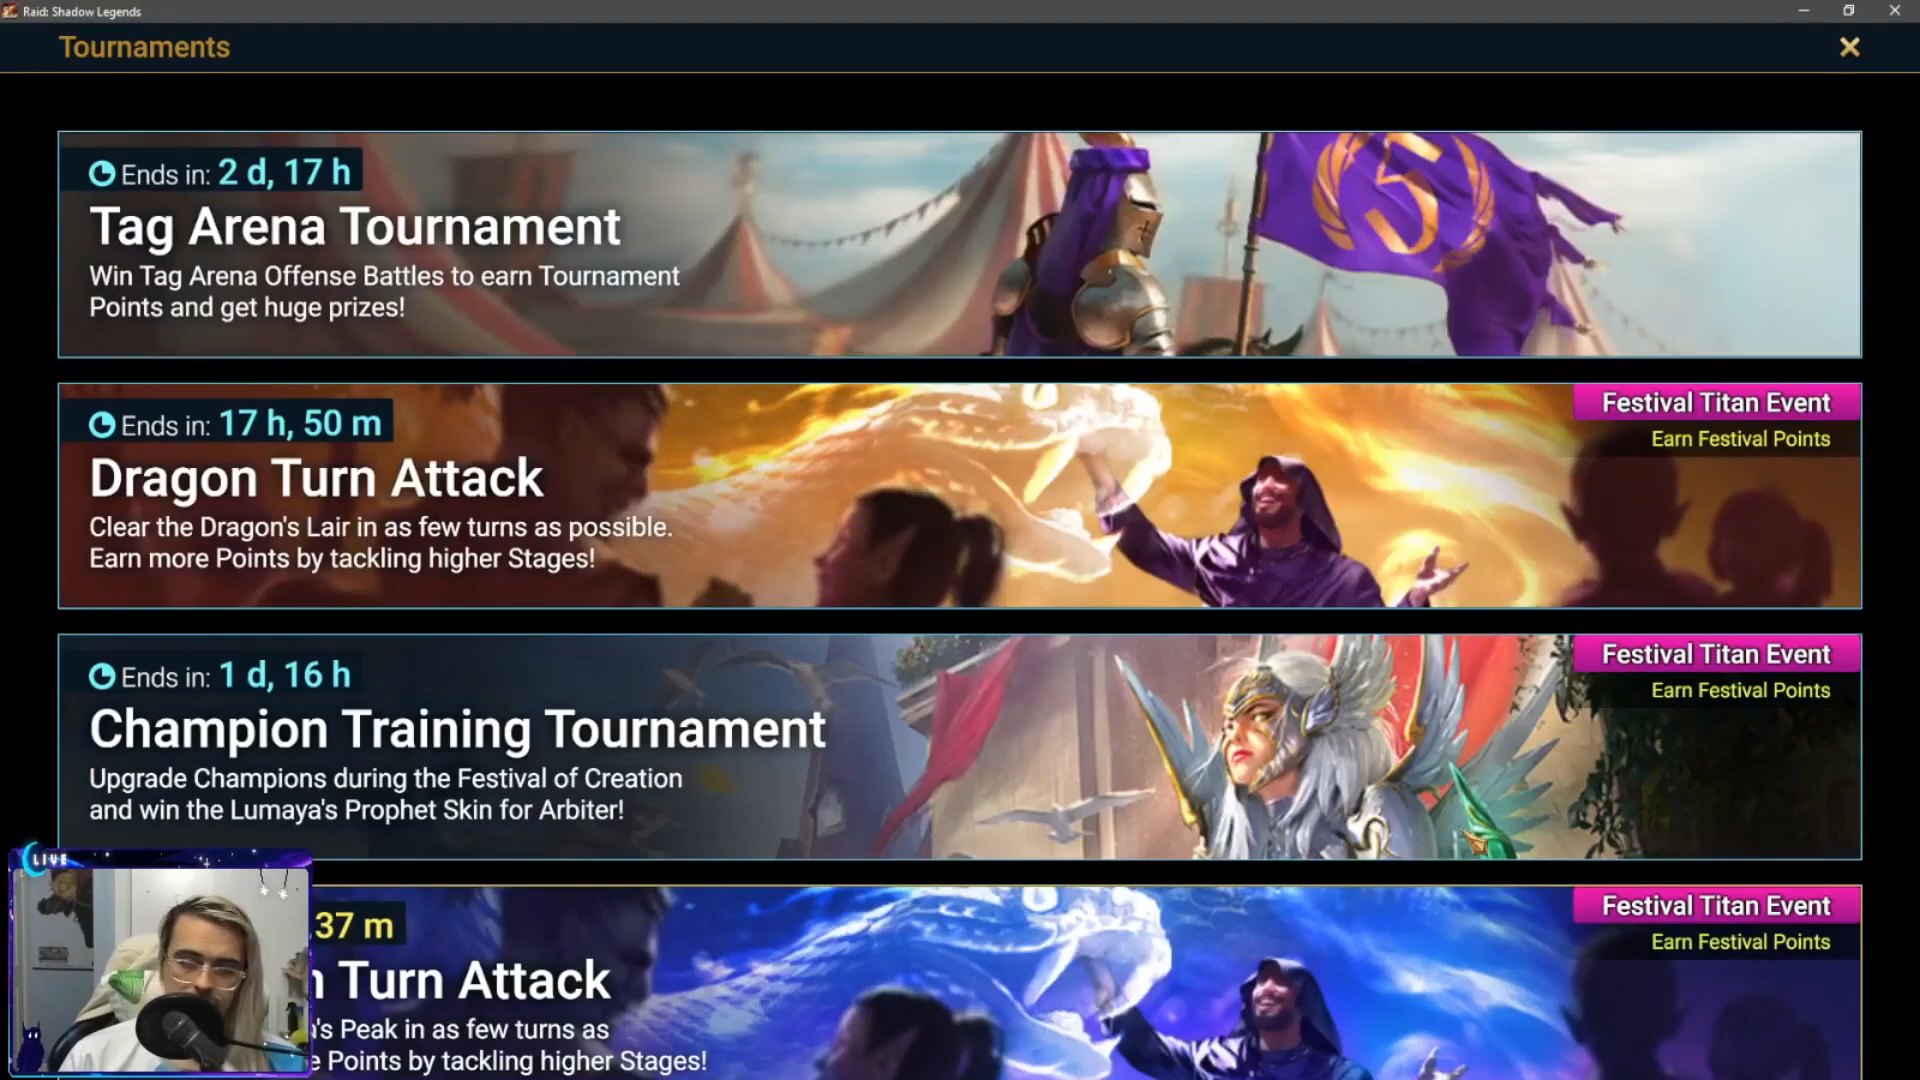 Raid: Shadow Legends
Tournaments
Ends in: 2 d, 17 h
Tag Arena Tournament
Win Tag Arena Offense Battles to earn Tournament
Points and get huge prizes!
5
Ends in: 17 h, 50 m
Dragon Turn Attack
Clear the Dragon's Lair in as few turns as possible.
Earn more Points by tackling higher Stages!
Festival Titan Event
Earn Festival Points
Ends in: 1 d, 16 h
Champion Training Tournament
Upgrade Champions during the Festival of Creation
and win the Lumaya's Prophet Skin for Arbiter!
Festival Titan Event
Earn Festival Points
LIVE
37 m
Turn Attack
's Peak in as few turns as
Points by tackling higher Stages!
Festival Titan Event
Earn Festival Points